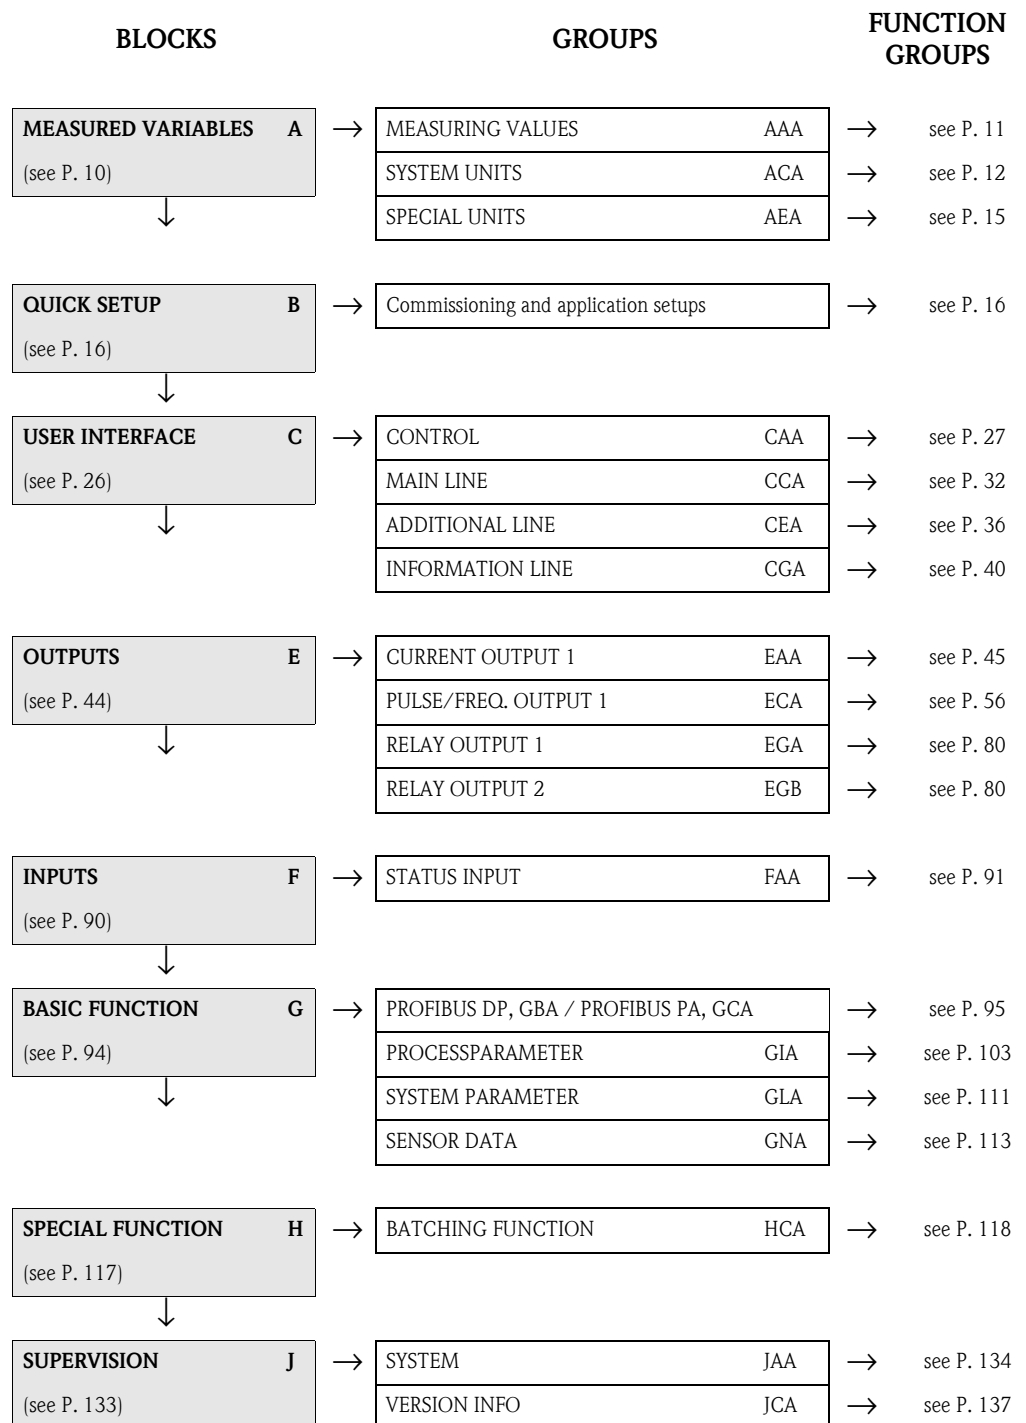 BLOCKS GROUPS FUNCTION GROUPS
MEASURED VARIABLES A → MEASURING VALUES AAA → see P. 11
(see P. 10) SYSTEM UNITS ACA → see P. 12
↓ SPECIAL UNITS AEA → see P. 15
QUICK SETUP B → Commissioning and application setups → see P. 16
(see P. 16)
↓
USER INTERFACE C → CONTROL CAA → see P. 27
(see P. 26) MAIN LINE CCA → see P. 32
↓ ADDITIONAL LINE CEA → see P. 36
INFORMATION LINE CGA → see P. 40
OUTPUTS E → CURRENT OUTPUT 1 EAA → see P. 45
(see P. 44) PULSE/FREQ. OUTPUT 1 ECA → see P. 56
↓ RELAY OUTPUT 1 EGA → see P. 80
RELAY OUTPUT 2 EGB → see P. 80
INPUTS F → STATUS INPUT FAA → see P. 91
(see P. 90)
↓
BASIC FUNCTION G → PROFIBUS DP, GBA / PROFIBUS PA, GCA → see P. 95
(see P. 94) PROCESSPARAMETER GIA → see P. 103
↓ SYSTEM PARAMETER GLA → see P. 111
SENSOR DATA GNA → see P. 113
SPECIAL FUNCTION H → BATCHING FUNCTION HCA → see P. 118
(see P. 117)
↓
SUPERVISION J → SYSTEM JAA → see P. 134
(see P. 133) VERSION INFO JCA → see P. 137